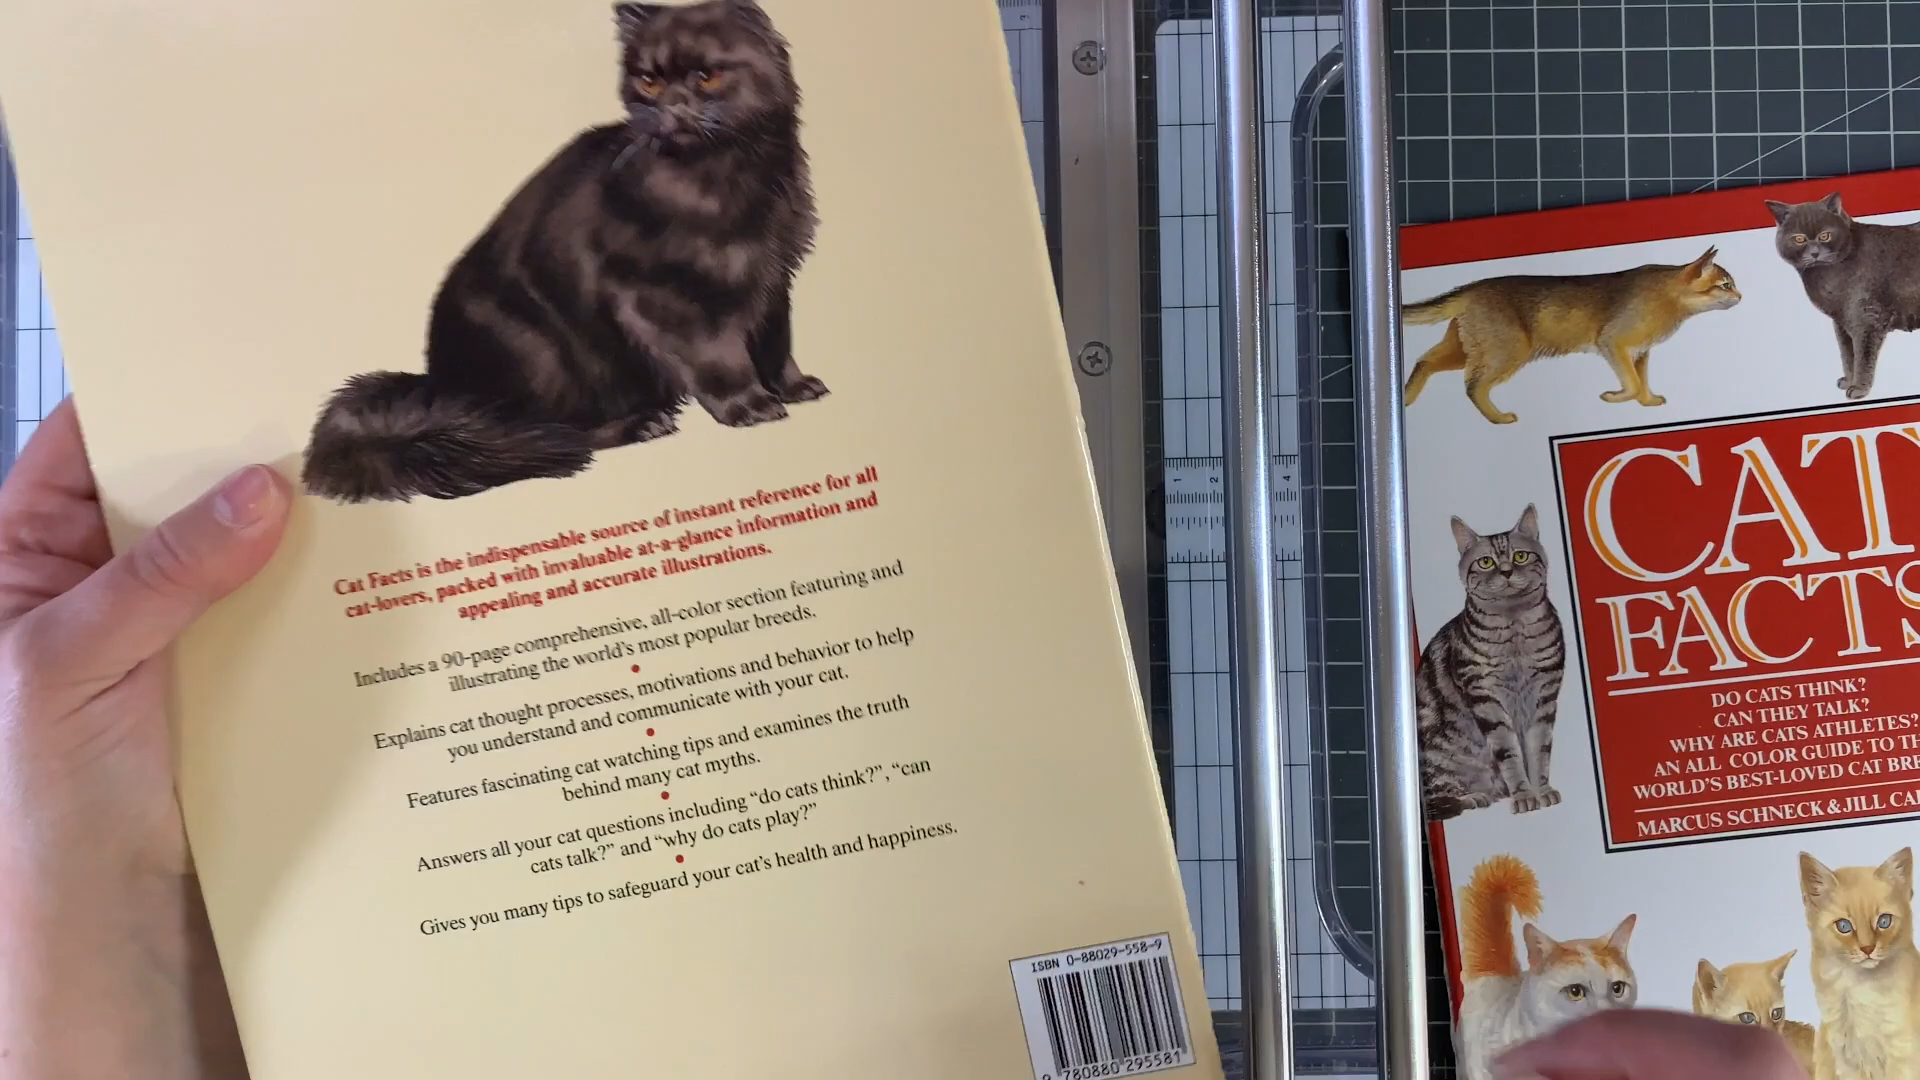 Cat Facts is the indispensable source of instant reference for all
cat-lovers, packed with invaluable at-a-glance information and
appealing and accurate illustrations.
Includes a 90-page comprehensive, all-color section featuring and
illustrating the world's most popular breeds.
•
Explains cat thought processes, motivations and behavior to help
you understand and communicate with your cat.
•
Features fascinating cat watching tips and examines the truth
behind many cat myths.
•
Answers all your cat questions including “do cats think?”, “can
cats talk?” and “why do cats play?”
•
Gives you many tips to safeguard your cat's health and happiness.
ISBN 0-88029-558-9
9 780880 295581
1 2 4
CAT
FACTS
DO CATS THINK?
CAN THEY TALK?
WHY ARE CATS ATHLETES?
AN ALL COLOR GUIDE TO
WORLD'S BEST-LOVED CAT
MARCUS SCHNECK & JILL